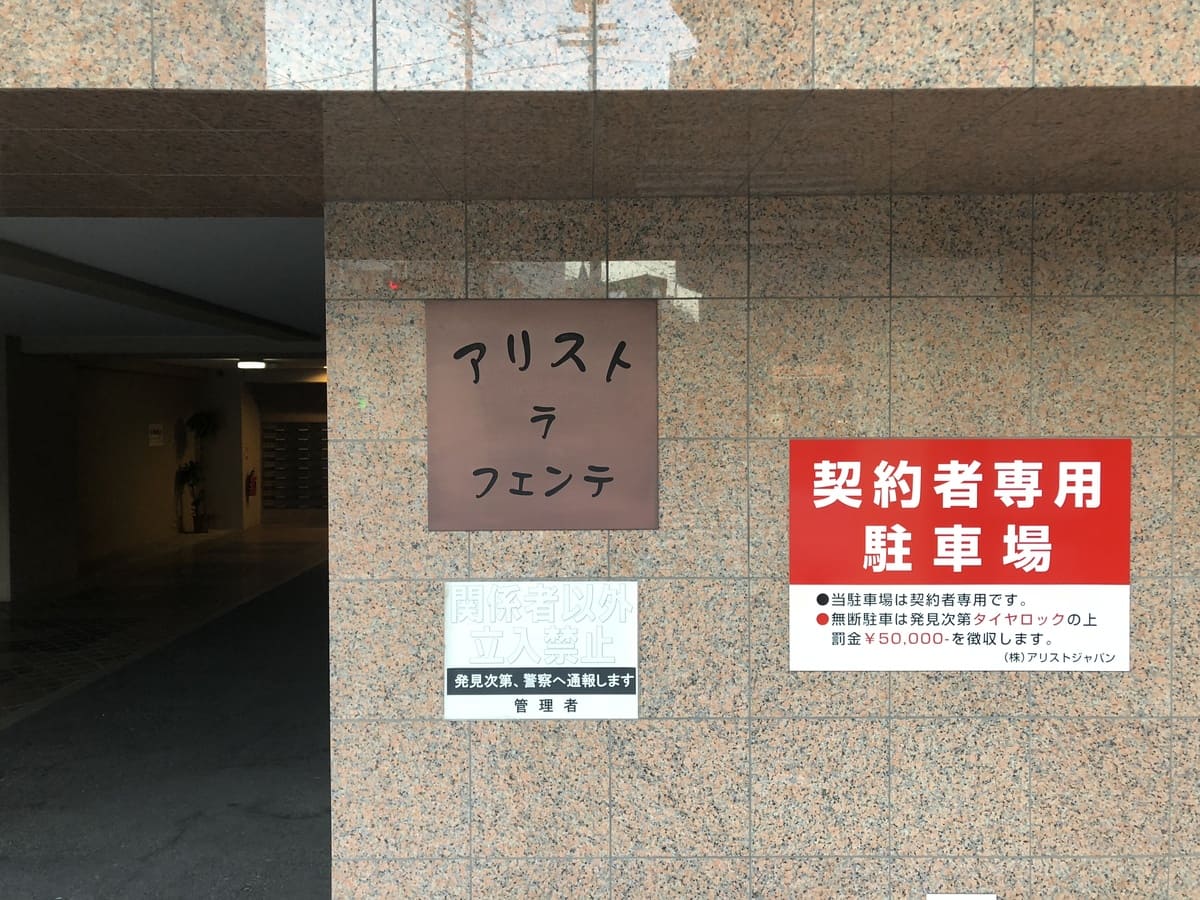 アリスト
ラ
フェンテ
関係者以外
立入禁止
発見次第、警察へ通報します
管理者
契約者専用
駐車場
●当駐車場は契約者専用です。
●無断駐車は発見次第タイヤロックの上
罰金￥50,000-を徴収します。
(株)アリストジャパン